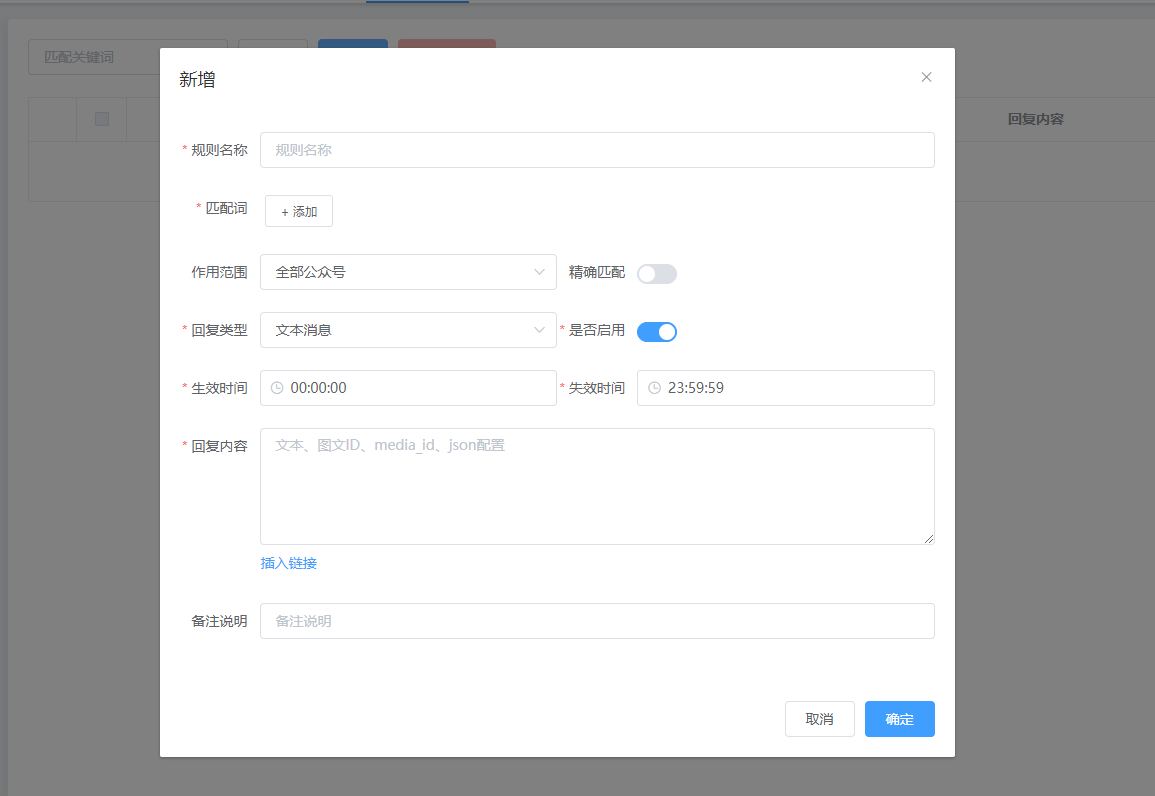 匹配关键词
新增
回复内容
* 规则名称 规则名称
* 匹配词 + 添加
作用范围 全部公众号 精确匹配
* 回复类型 文本消息 * 是否启用
* 生效时间 00:00:00 * 失效时间 23:59:59
* 回复内容 文本、图文ID、media_id、json配置
插入链接
备注说明 备注说明
取消 确定